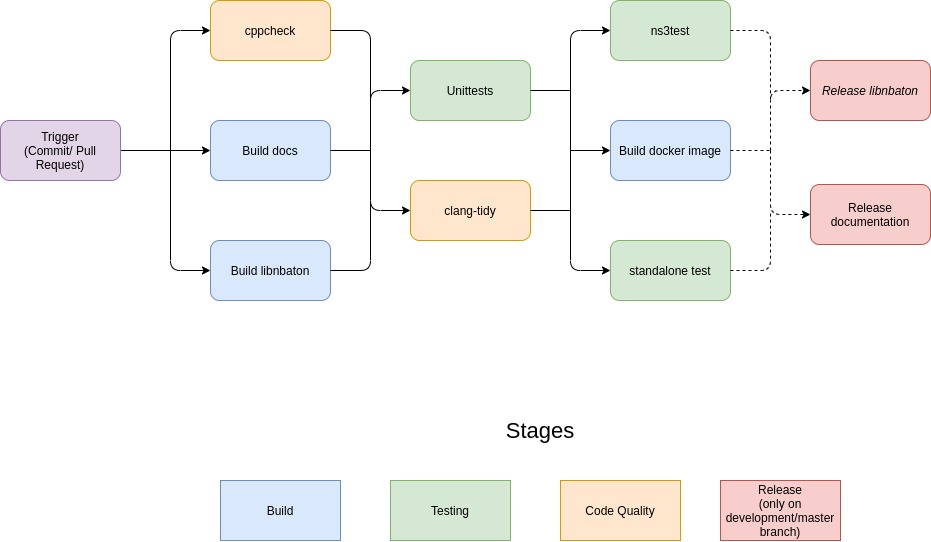 cppcheck
ns3test
Unittests
Release libnbaton
Trigger
(Commit/ Pull
Request)
Build docs
Build docker image
clang-tidy
Release
documentation
Build libnbaton
standalone test
Stages
Build
Testing
Code Quality
Release
(only on
development/master
branch)